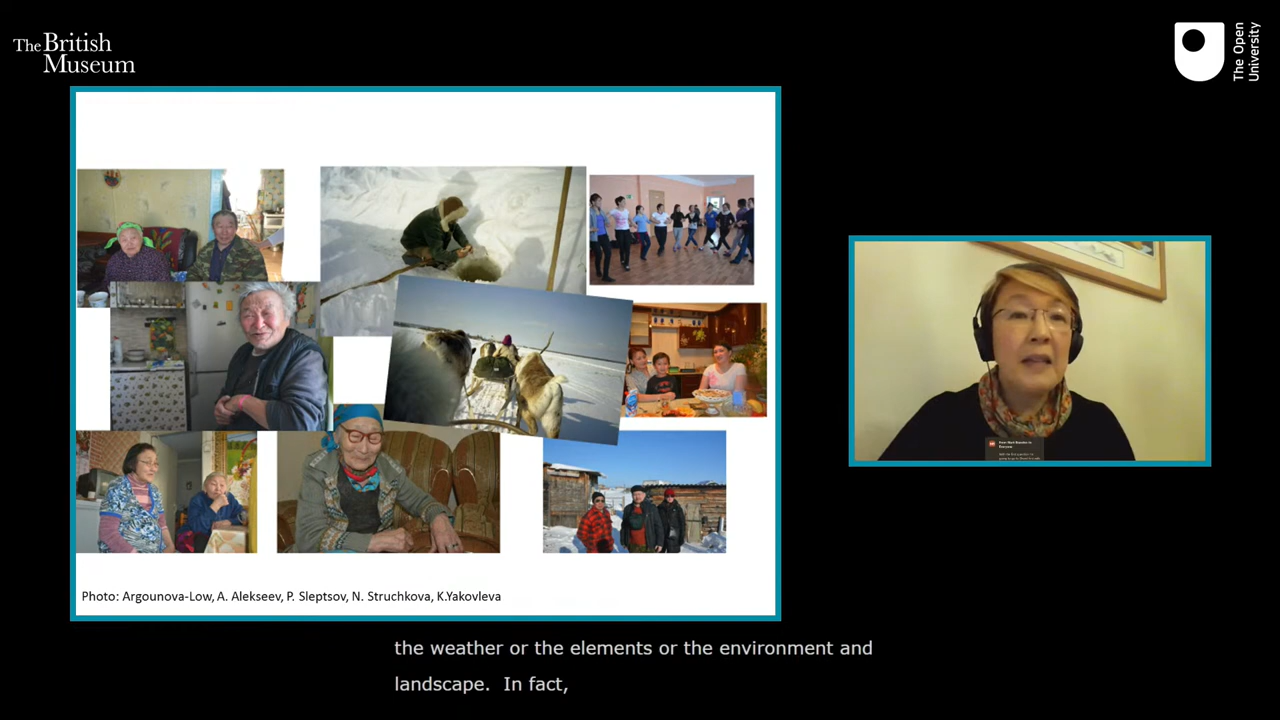 The British
Museum
The Open
University
Photo: Argounova-Low, A. Alekseev, P. Sleptsov, N. Struchkova, K.Yakovleva
the weather or the elements or the environment and
landscape.  In fact,